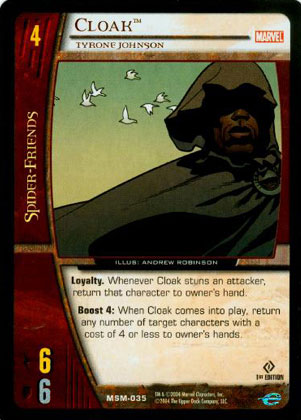 4
CLOAK™
TYRONE JOHNSON
MARVEL
SPIDER-FRIENDS
ILLUS: ANDREW ROBINSON
Loyalty. Whenever Cloak stuns an attacker,
return that character to owner's hand.
Boost 4: When Cloak comes into play, return
any number of target characters with a
cost of 4 or less to owners' hands.
6
6
MSM-035
1ST EDITION